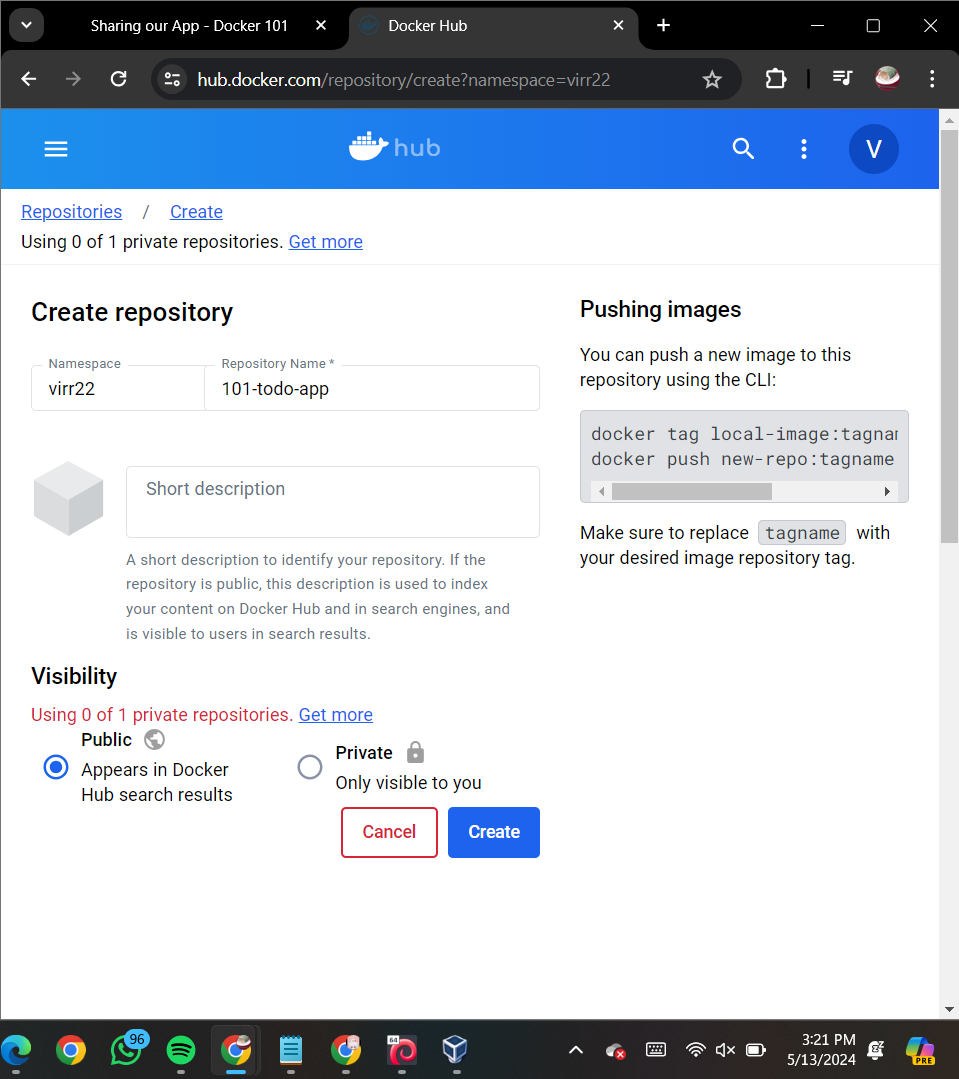 Sharing our App - Docker 101
Docker Hub
hub.docker.com/repository/create?namespace=virr22
hub
V
Repositories / Create
Using 0 of 1 private repositories. Get more
Create repository
Namespace
virr22
Repository Name *
101-todo-app
Short description
A short description to identify your repository. If the
repository is public, this description is used to index
your content on Docker Hub and in search engines, and
is visible to users in search results.
Visibility
Using 0 of 1 private repositories. Get more
Public
Appears in Docker
Hub search results
Private
Only visible to you
Cancel
Create
Pushing images
You can push a new image to this
repository using the CLI:
docker tag local-image:tagnam
docker push new-repo:tagname
Make sure to replace tagname with
your desired image repository tag.
96
64
3:21 PM
5/13/2024
PRE